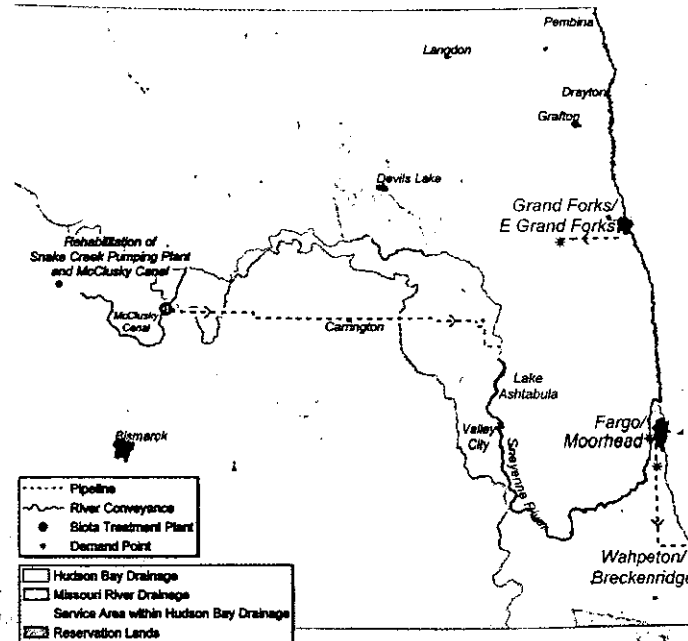 Pembina
Langdon
Drayton
Grafton
Devils Lake
Grand Forks/
E Grand Forks
Rehabilitation of
Snake Creek Pumping Plant
and McClusky Canal
McClusky
Canal
Carrington
Lake
Ashtabula
Valley
City
Sheyenne River
Fargo/
Moorhead
Bismarck
Wahpeton/
Breckenridge
Pipeline
River Conveyance
Biota Treatment Plant
Demand Point
Hudson Bay Drainage
Missouri River Drainage
Service Area within Hudson Bay Drainage
Reservation Lands